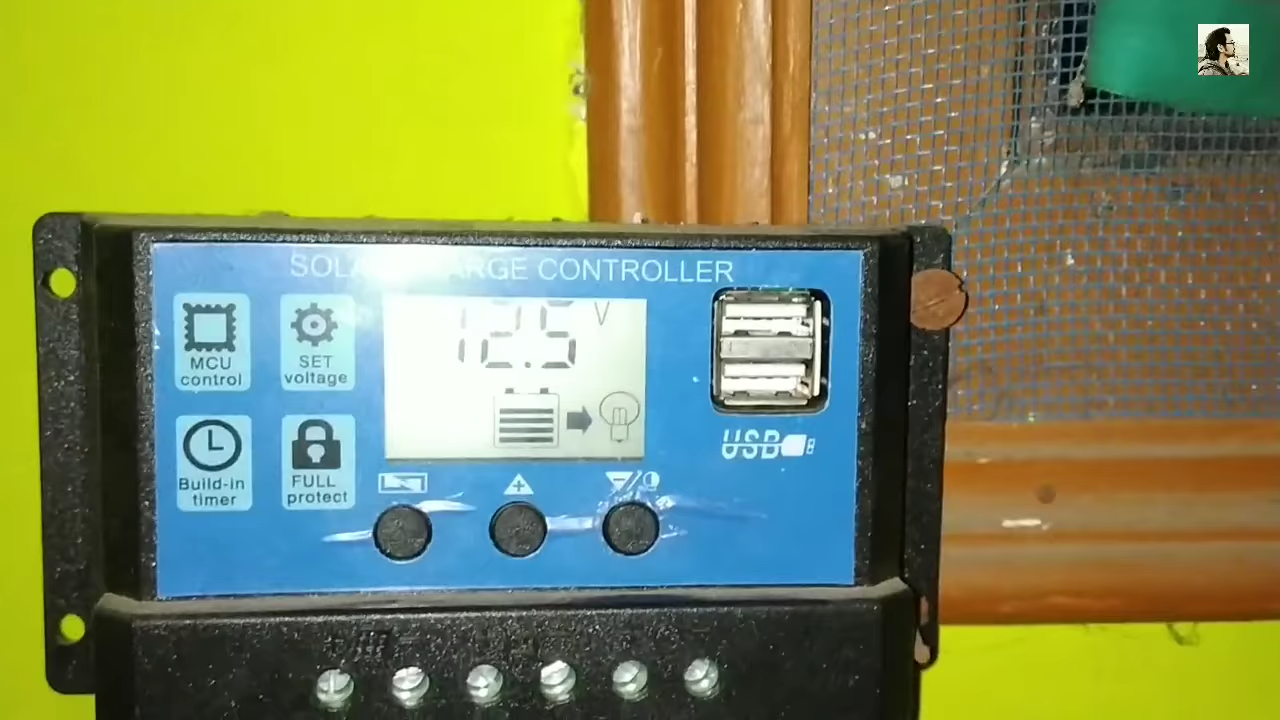 SOLAR CHARGE CONTROLLER
12.5 V
MCU
control
SET
voltage
Build-in
timer
FULL
protect
USB